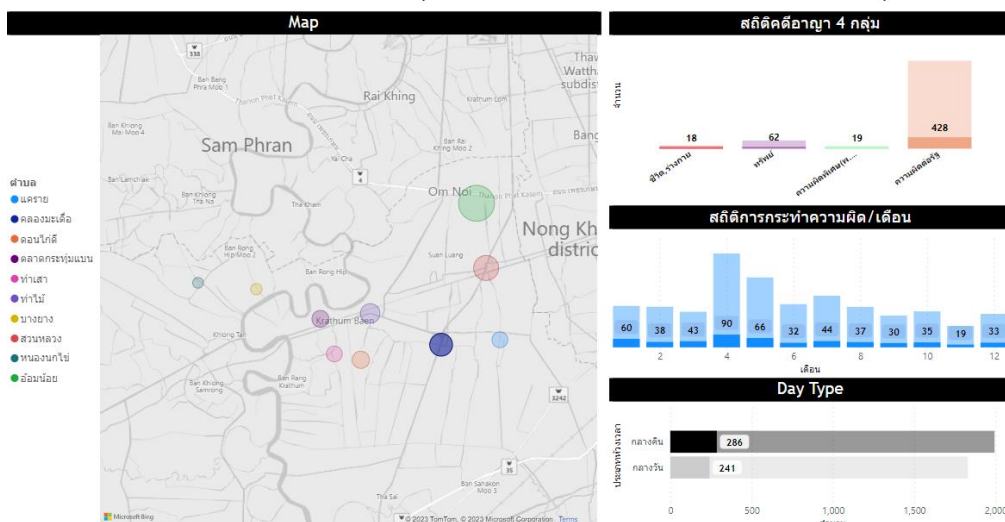 Map
338
Ban Bang
Phra Moo 1
Rai Khing
Krathum Lom
Ban Khlong
Mai Moo 4
Sam Phran
Ban Rai
Khing Moo 2
Yai Cha
4
Ban Lamchiak
Ban Khlong
Tha Kham
Om Noi
Nong Kh
distric
Ban Rong
Hip Moo 2
Suan Luang
Ban Rong Hip
Khlong Tan
Krathum Baen
Ban Khlong
Samrong
Ban Rang
Krathum
3242
35
Ban Sanakon
Moo 3
Tha Sai
Microsoft Bing
© 2023 TomTom, © 2023 Microsoft Corporation Terms
ตำบล
แคราย
คลองมะเดื่อ
ดอนไก่ดี
ตลาดกระทุ่มแบน
ท่าเสา
ท่าไม้
บางยาง
สวนหลวง
หนองนกไข่
อ้อมน้อย
สถิติคดีอาญา 4 กลุ่ม
จำนวน
18
62
19
428
ชีวิต,ร่างกาย
ทรัพย์
ความผิดพิเศษ(พ....
ความผิดต่อรัฐ
สถิติการกระทำความผิด/เดือน
60
38
43
90
66
32
44
37
30
35
19
33
2
4
6
8
10
12
เดือน
Day Type
ประเภทช่วงเวลา
กลางคืน
286
กลางวัน
241
0
500
1,000
1,500
2,000